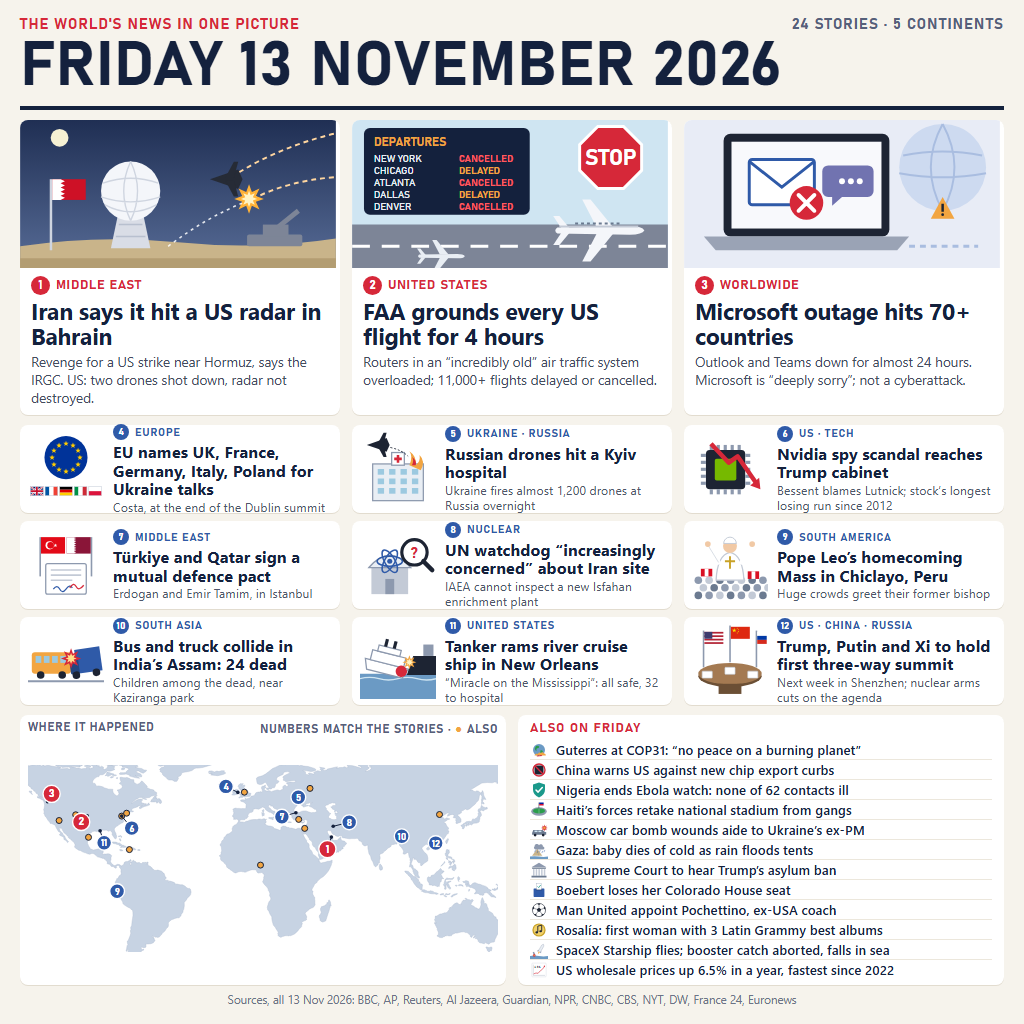 THE WORLD'S NEWS IN ONE PICTURE
24 STORIES · 5 CONTINENTS
FRIDAY 13 NOVEMBER 2026
DEPARTURES
NEW YORK CANCELLED
CHICAGO DELAYED
ATLANTA CANCELLED
DALLAS DELAYED
DENVER CANCELLED
STOP
!
1 MIDDLE EAST
Iran says it hit a US radar in
Bahrain
Revenge for a US strike near Hormuz, says the
IRGC. US: two drones shot down, radar not
destroyed.
2 UNITED STATES
FAA grounds every US
flight for 4 hours
Routers in an “incredibly old” air traffic system
overloaded; 11,000+ flights delayed or cancelled.
3 WORLDWIDE
Microsoft outage hits 70+
countries
Outlook and Teams down for almost 24 hours.
Microsoft is “deeply sorry”; not a cyberattack.
4 EUROPE
EU names UK, France,
Germany, Italy, Poland for
Ukraine talks
Costa, at the end of the Dublin summit
5 UKRAINE · RUSSIA
Russian drones hit a Kyiv
hospital
Ukraine fires almost 1,200 drones at
Russia overnight
6 US · TECH
Nvidia spy scandal reaches
Trump cabinet
Bessent blames Lutnick; stock’s longest
losing run since 2012
7 MIDDLE EAST
Türkiye and Qatar sign a
mutual defence pact
Erdogan and Emir Tamim, in Istanbul
?
8 NUCLEAR
UN watchdog “increasingly
concerned” about Iran site
IAEA cannot inspect a new Isfahan
enrichment plant
9 SOUTH AMERICA
Pope Leo’s homecoming
Mass in Chiclayo, Peru
Huge crowds greet their former bishop
10 SOUTH ASIA
Bus and truck collide in
India’s Assam: 24 dead
Children among the dead, near
Kaziranga park
11 UNITED STATES
Tanker rams river cruise
ship in New Orleans
“Miracle on the Mississippi”: all safe, 32
to hospital
12 US · CHINA · RUSSIA
Trump, Putin and Xi to hold
first three-way summit
Next week in Shenzhen; nuclear arms
cuts on the agenda
WHERE IT HAPPENED
NUMBERS MATCH THE STORIES · ALSO
3
2
11
6
9
4
5
7
8
1
10
12
ALSO ON FRIDAY
Guterres at COP31: “no peace on a burning planet”
China warns US against new chip export curbs
Nigeria ends Ebola watch: none of 62 contacts ill
Haiti’s forces retake national stadium from gangs
Moscow car bomb wounds aide to Ukraine’s ex-PM
Gaza: baby dies of cold as rain floods tents
US Supreme Court to hear Trump’s asylum ban
Boebert loses her Colorado House seat
Man United appoint Pochettino, ex-USA coach
Rosalía: first woman with 3 Latin Grammy best albums
SpaceX Starship flies; booster catch aborted, falls in sea
US wholesale prices up 6.5% in a year, fastest since 2022
Sources, all 13 Nov 2026: BBC, AP, Reuters, Al Jazeera, Guardian, NPR, CNBC, CBS, NYT, DW, France 24, Euronews